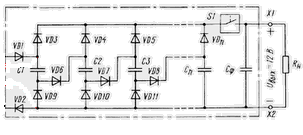 S1 X1
VD3 VD4 VD5 VDn
VD1 C1 C2 C3 Cn Cф Uвых=12В Rн
VD6 VD7 VD8
VD2 VD9 VD10 VD11 X2